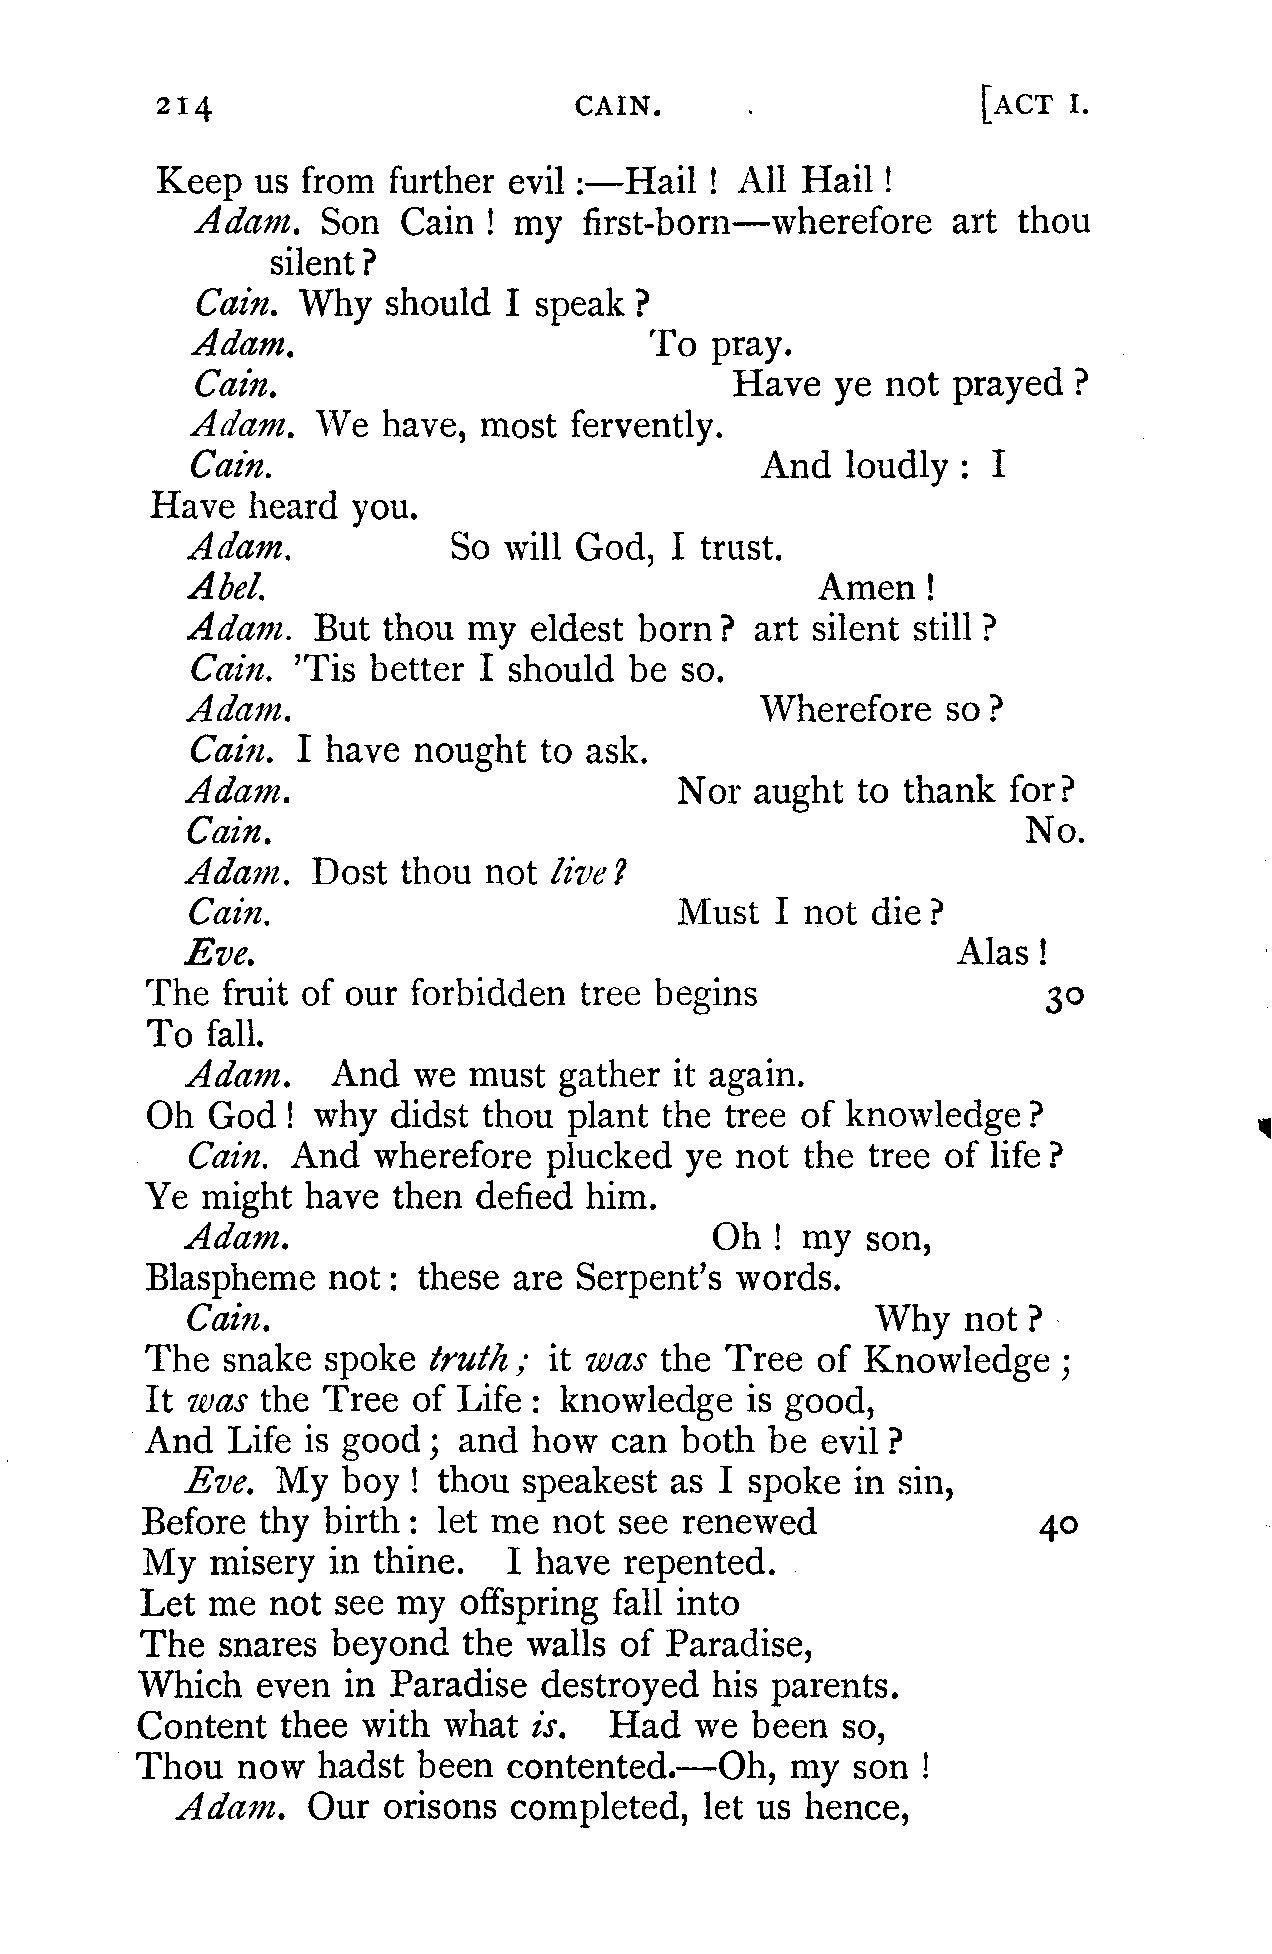 214 CAIN. [ACT I.
Keep us from further evil :—Hail ! All Hail !
Adam. Son Cain ! my first-born—wherefore art thou
silent ?
Cain. Why should I speak ?
Adam. To pray.
Cain. Have ye not prayed ?
Adam. We have, most fervently.
Cain. And loudly : I
Have heard you.
Adam. So will God, I trust.
Abel. Amen !
Adam. But thou my eldest born ? art silent still ?
Cain. 'Tis better I should be so.
Adam. Wherefore so ?
Cain. I have nought to ask.
Adam. Nor aught to thank for ?
Cain. No.
Adam. Dost thou not live ?
Cain. Must I not die ?
Eve. Alas !
The fruit of our forbidden tree begins 30
To fall.
Adam. And we must gather it again.
Oh God ! why didst thou plant the tree of knowledge ?
Cain. And wherefore plucked ye not the tree of life ?
Ye might have then defied him.
Adam. Oh ! my son,
Blaspheme not : these are Serpent's words.
Cain. Why not ?
The snake spoke truth ; it was the Tree of Knowledge ;
It was the Tree of Life : knowledge is good,
And Life is good ; and how can both be evil ?
Eve. My boy ! thou speakest as I spoke in sin,
Before thy birth : let me not see renewed 40
My misery in thine. I have repented.
Let me not see my offspring fall into
The snares beyond the walls of Paradise,
Which even in Paradise destroyed his parents.
Content thee with what is. Had we been so,
Thou now hadst been contented.—Oh, my son !
Adam. Our orisons completed, let us hence,